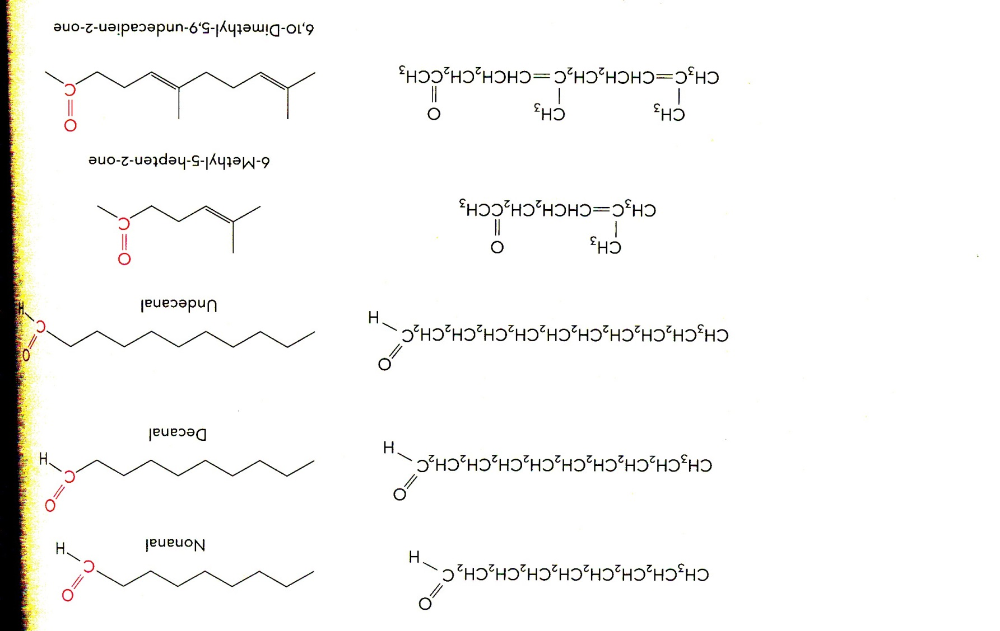 O O
CH₃CH₂CH₂CH₂CH₂CH₂CH₂CH₂C C
H H
Nonanal
O O
CH₃CH₂CH₂CH₂CH₂CH₂CH₂CH₂CH₂C C
H H
Decanal
O O
CH₃CH₂CH₂CH₂CH₂CH₂CH₂CH₂CH₂CH₂C C
H H
Undecanal
CH₃ O O
CH₃C=CHCH₂CH₂CCH₃ C
6-Methyl-5-hepten-2-one
CH₃ CH₃ O O
CH₃C=CHCH₂CH₂C=CHCH₂CH₂CCH₃ C
6,10-Dimethyl-5,9-undecadien-2-one